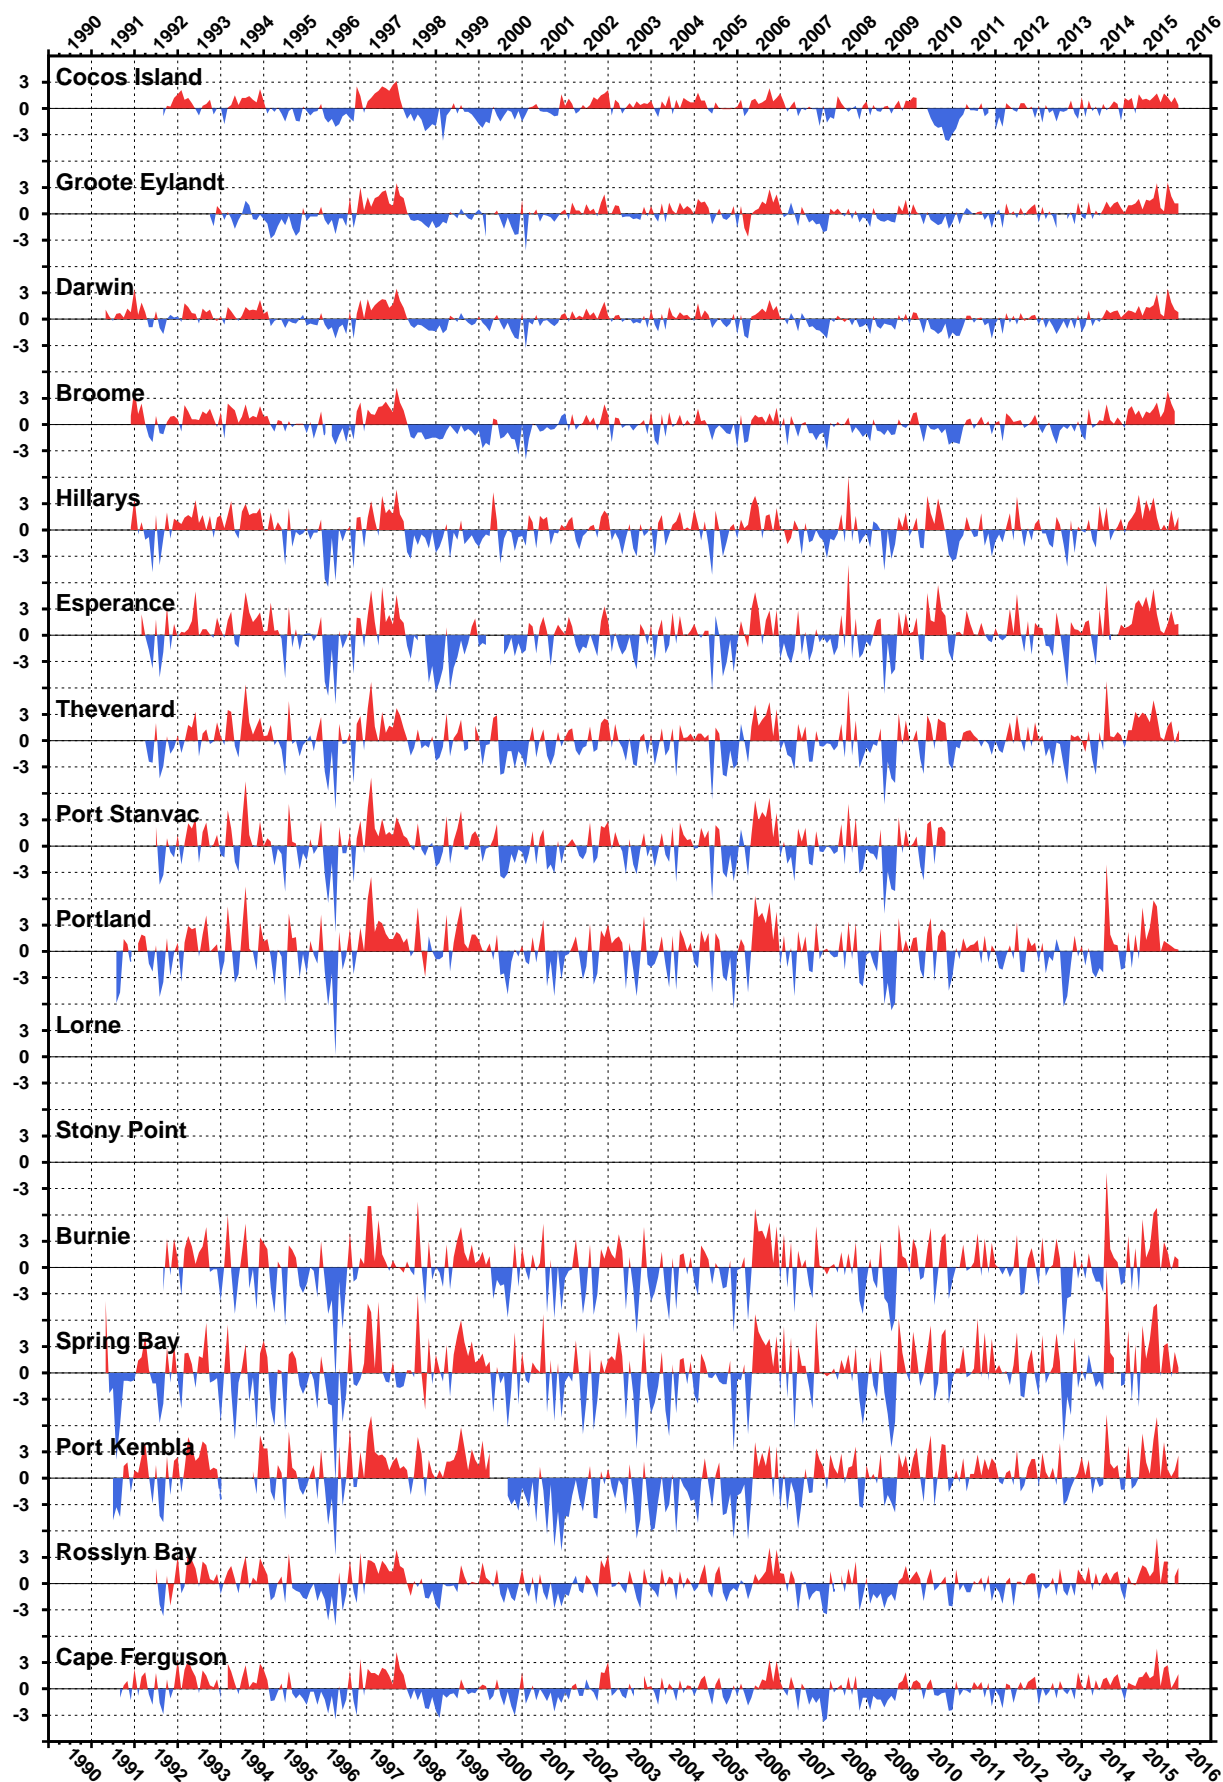 1990 1991 1992 1993 1994 1995 1996 1997 1998 1999 2000 2001 2002 2003 2004 2005 2006 2007 2008 2009 2010 2011 2012 2013 2014 2015 2016
Cocos Island
3
0
-3
Groote Eylandt
3
0
-3
Darwin
3
0
-3
Broome
3
0
-3
Hillarys
3
0
-3
Esperance
3
0
-3
Thevenard
3
0
-3
Port Stanvac
3
0
-3
Portland
3
0
-3
Lorne
3
0
-3
Stony Point
3
0
-3
Burnie
3
0
-3
Spring Bay
3
0
-3
Port Kembla
3
0
-3
Rosslyn Bay
3
0
-3
Cape Ferguson
3
0
-3
1990 1991 1992 1993 1994 1995 1996 1997 1998 1999 2000 2001 2002 2003 2004 2005 2006 2007 2008 2009 2010 2011 2012 2013 2014 2015 2016